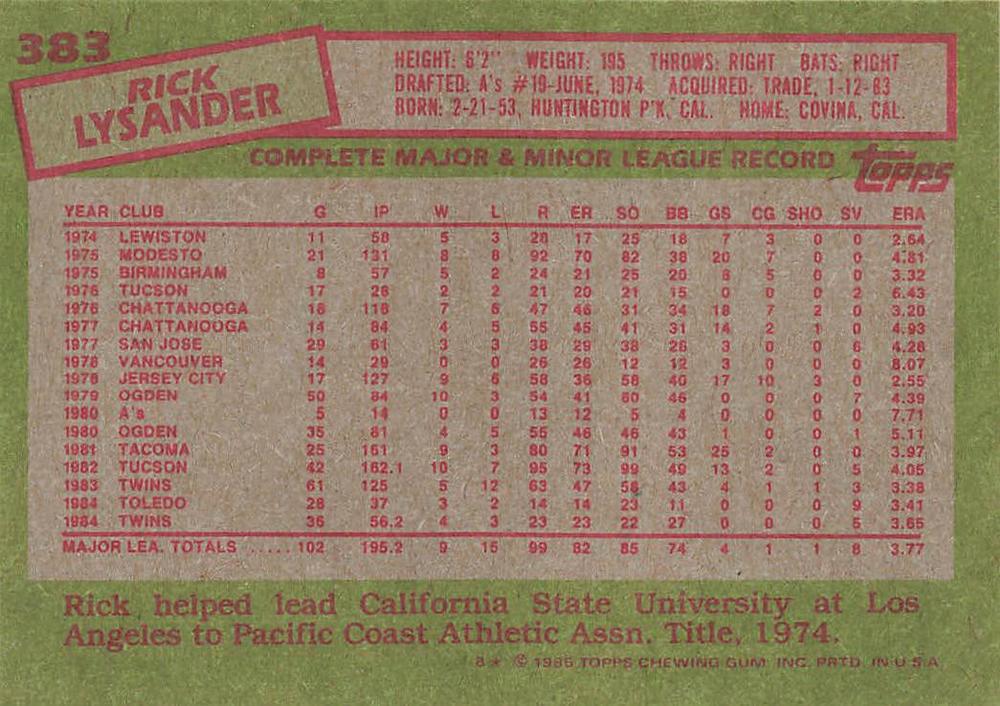 383
RICK
LYSANDER
HEIGHT: 6'2" WEIGHT: 195 THROWS: RIGHT BATS: RIGHT
DRAFTED: A's #19-JUNE, 1974 ACQUIRED: TRADE, 1-12-83
BORN: 2-21-53, HUNTINGTON P'K, CAL. HOME: COVINA, CAL.
COMPLETE MAJOR & MINOR LEAGUE RECORD
TOPPS
YEAR CLUB G IP W L R ER SO BB GS CG SHO SV ERA
1974 LEWISTON 11 58 5 3 28 17 25 18 7 3 0 0 2.64
1975 MODESTO 21 131 8 8 92 70 82 38 20 7 0 0 4.81
1975 BIRMINGHAM 8 57 5 2 24 21 25 20 8 5 0 0 3.32
1976 TUCSON 17 28 2 2 21 20 21 15 0 0 0 2 6.43
1976 CHATTANOOGA 18 118 7 6 47 46 31 34 18 7 2 0 3.20
1977 CHATTANOOGA 14 84 4 5 55 45 41 31 14 2 1 0 4.93
1977 SAN JOSE 29 61 3 3 38 29 38 26 3 0 0 6 4.28
1978 VANCOUVER 14 29 0 0 26 26 12 12 3 0 0 0 8.07
1978 JERSEY CITY 17 127 9 6 58 36 58 40 17 10 3 0 2.55
1979 OGDEN 50 84 10 3 54 41 60 46 0 0 0 7 4.39
1980 A's 5 14 0 0 13 12 5 4 0 0 0 0 7.71
1980 OGDEN 35 81 4 5 55 46 46 43 1 0 0 1 5.11
1981 TACOMA 25 161 9 3 80 71 91 53 25 2 0 0 3.97
1982 TUCSON 42 162.1 10 7 95 73 99 49 13 2 0 5 4.05
1983 TWINS 61 125 5 12 63 47 58 43 4 1 1 3 3.38
1984 TOLEDO 28 37 3 2 14 14 23 11 0 0 0 9 3.41
1984 TWINS 36 56.2 4 3 23 23 22 27 0 0 0 5 3.65
MAJOR LEA. TOTALS ..... 102 195.2 9 15 99 82 85 74 4 1 1 8 3.77
Rick helped lead California State University at Los
Angeles to Pacific Coast Athletic Assn. Title, 1974.
8★ © 1985 TOPPS CHEWING GUM, INC. PRTD. IN U.S.A.